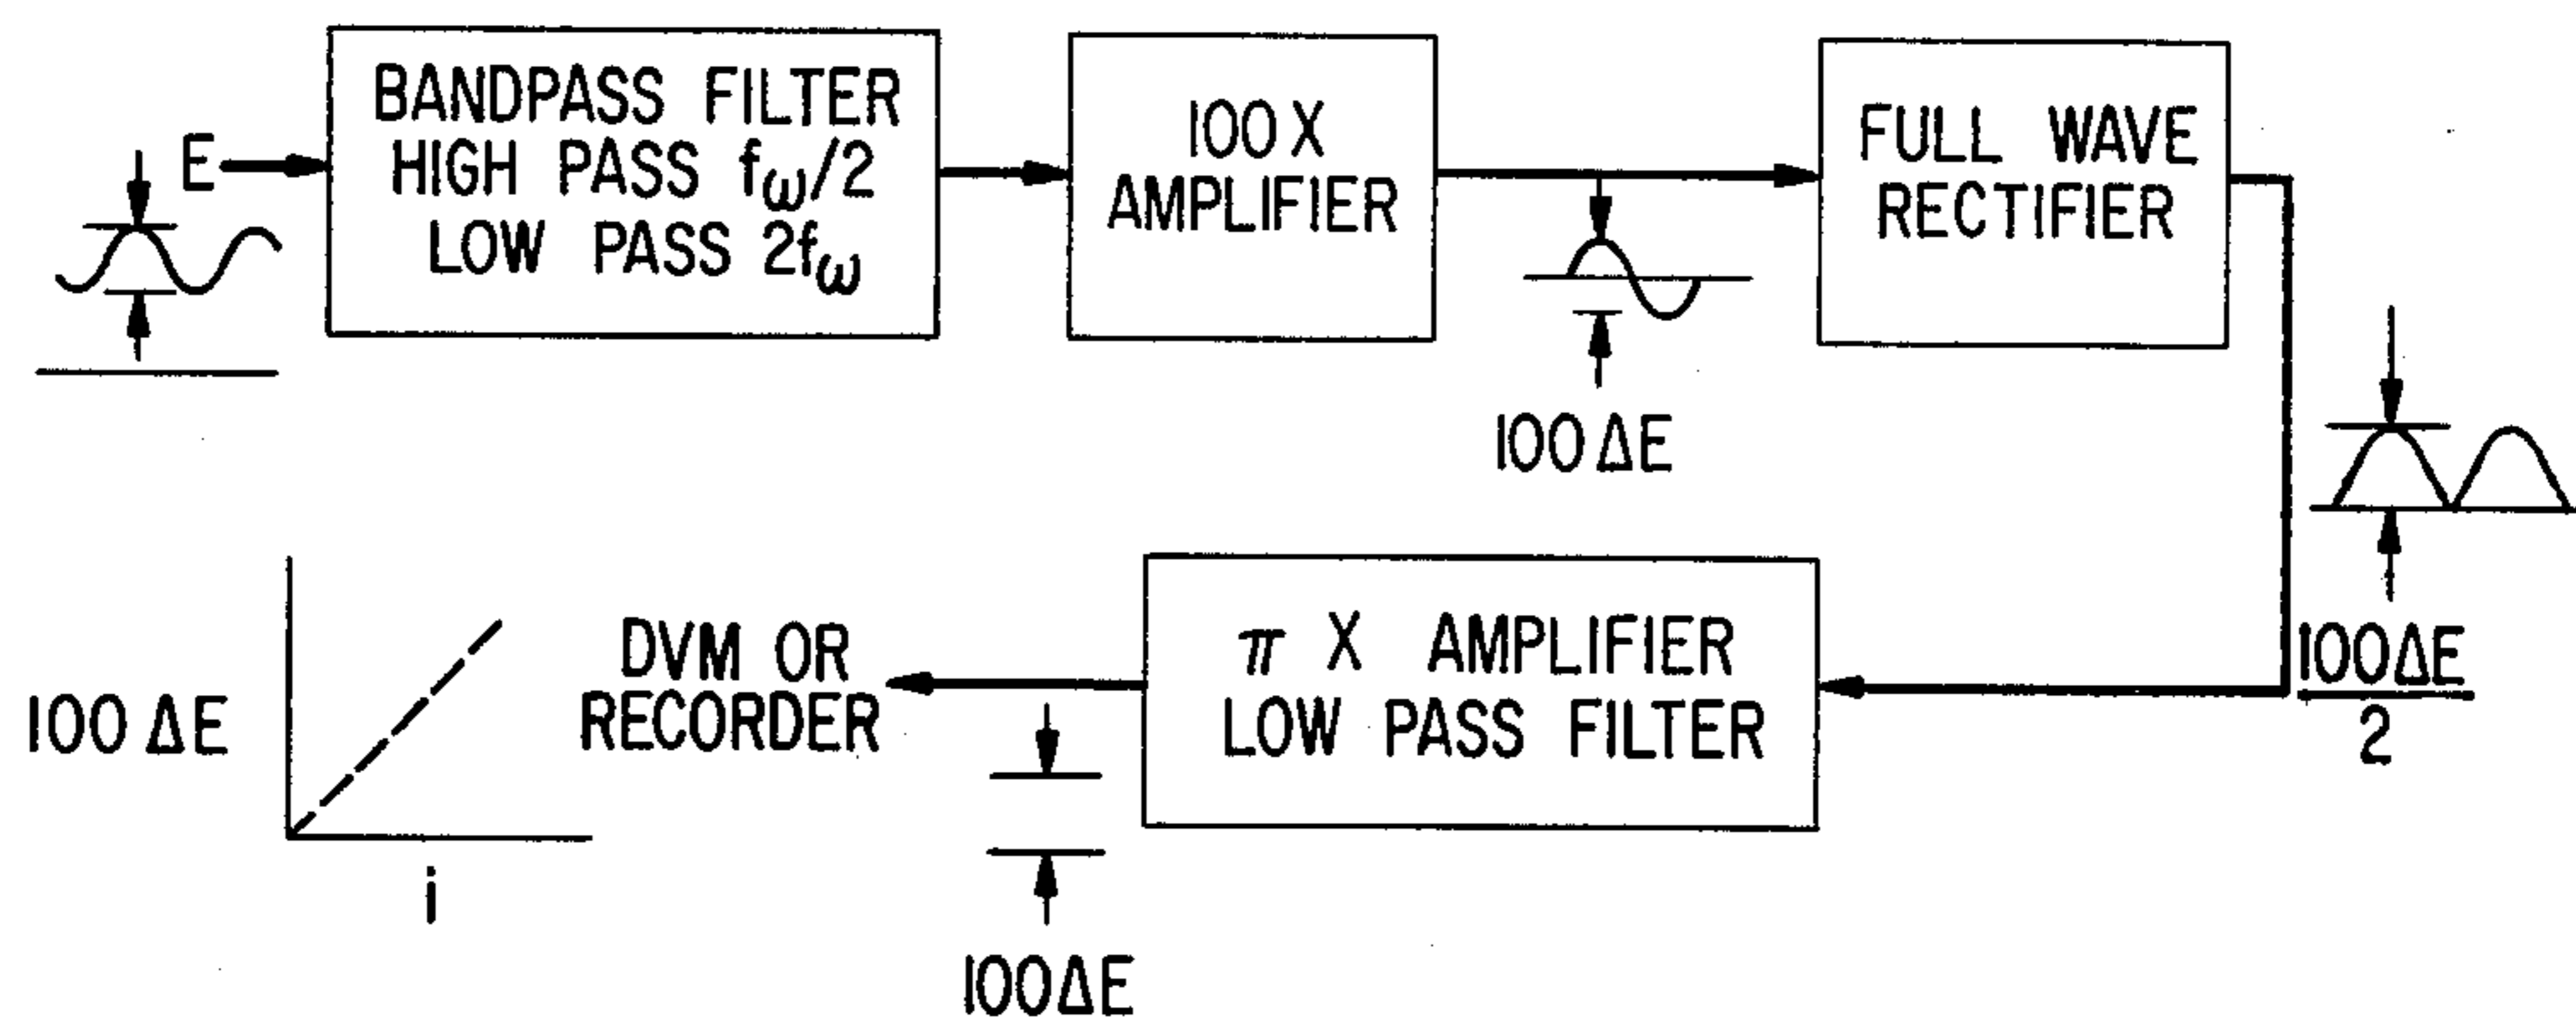 E
BANDPASS FILTER
HIGH PASS fω/2
LOW PASS 2fω
100 X
AMPLIFIER
100 ΔE
FULL WAVE
RECTIFIER
100ΔE
2
π X AMPLIFIER
LOW PASS FILTER
100ΔE
DVM OR
RECORDER
100 ΔE
i